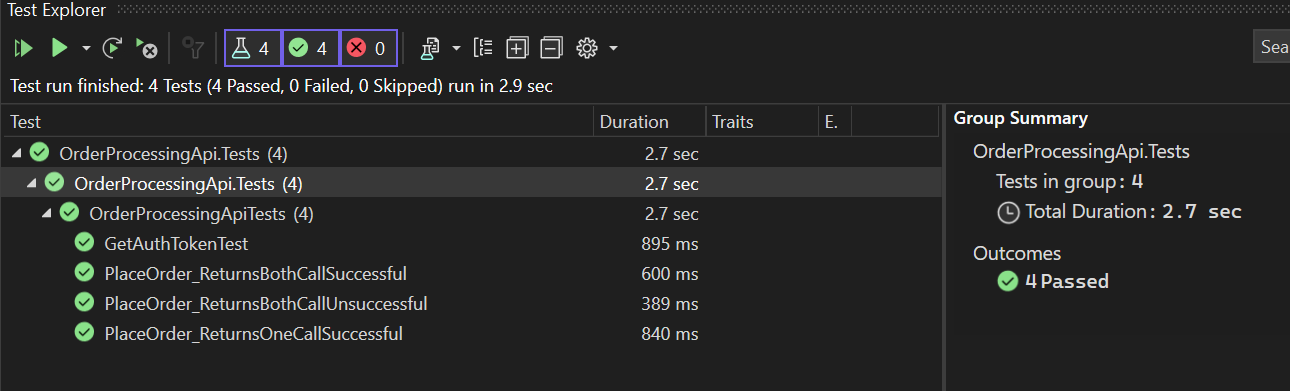 Test Explorer
4 4 0
Sea
Test run finished: 4 Tests (4 Passed, 0 Failed, 0 Skipped) run in 2.9 sec
Test Duration Traits E.
OrderProcessingApi.Tests (4) 2.7 sec
OrderProcessingApi.Tests (4) 2.7 sec
OrderProcessingApiTests (4) 2.7 sec
GetAuthTokenTest 895 ms
PlaceOrder_ReturnsBothCallSuccessful 600 ms
PlaceOrder_ReturnsBothCallUnsuccessful 389 ms
PlaceOrder_ReturnsOneCallSuccessful 840 ms
Group Summary
OrderProcessingApi.Tests
Tests in group: 4
Total Duration: 2.7 sec
Outcomes
4 Passed